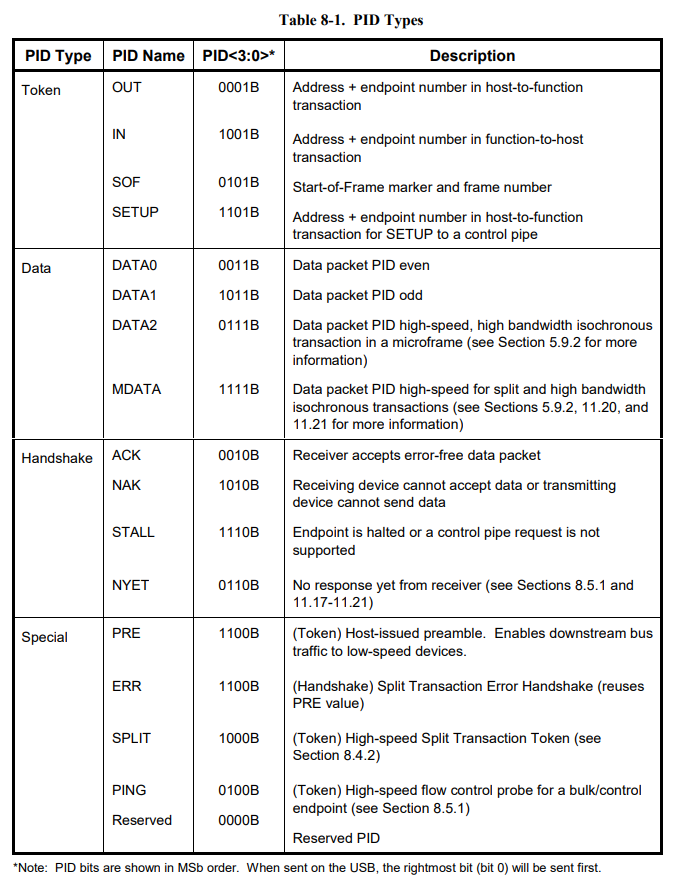 Table 8-1. PID Types
PID Type PID Name PID<3:0>* Description
Token OUT 0001B Address + endpoint number in host-to-function
transaction
IN 1001B Address + endpoint number in function-to-host
transaction
SOF 0101B Start-of-Frame marker and frame number
SETUP 1101B Address + endpoint number in host-to-function
transaction for SETUP to a control pipe
Data DATA0 0011B Data packet PID even
DATA1 1011B Data packet PID odd
DATA2 0111B Data packet PID high-speed, high bandwidth isochronous
transaction in a microframe (see Section 5.9.2 for more
information)
MDATA 1111B Data packet PID high-speed for split and high bandwidth
isochronous transactions (see Sections 5.9.2, 11.20, and
11.21 for more information)
Handshake ACK 0010B Receiver accepts error-free data packet
NAK 1010B Receiving device cannot accept data or transmitting
device cannot send data
STALL 1110B Endpoint is halted or a control pipe request is not
supported
NYET 0110B No response yet from receiver (see Sections 8.5.1 and
11.17-11.21)
Special PRE 1100B (Token) Host-issued preamble. Enables downstream bus
traffic to low-speed devices.
ERR 1100B (Handshake) Split Transaction Error Handshake (reuses
PRE value)
SPLIT 1000B (Token) High-speed Split Transaction Token (see
Section 8.4.2)
PING 0100B (Token) High-speed flow control probe for a bulk/control
endpoint (see Section 8.5.1)
Reserved 0000B Reserved PID
*Note: PID bits are shown in MSb order. When sent on the USB, the rightmost bit (bit 0) will be sent first.